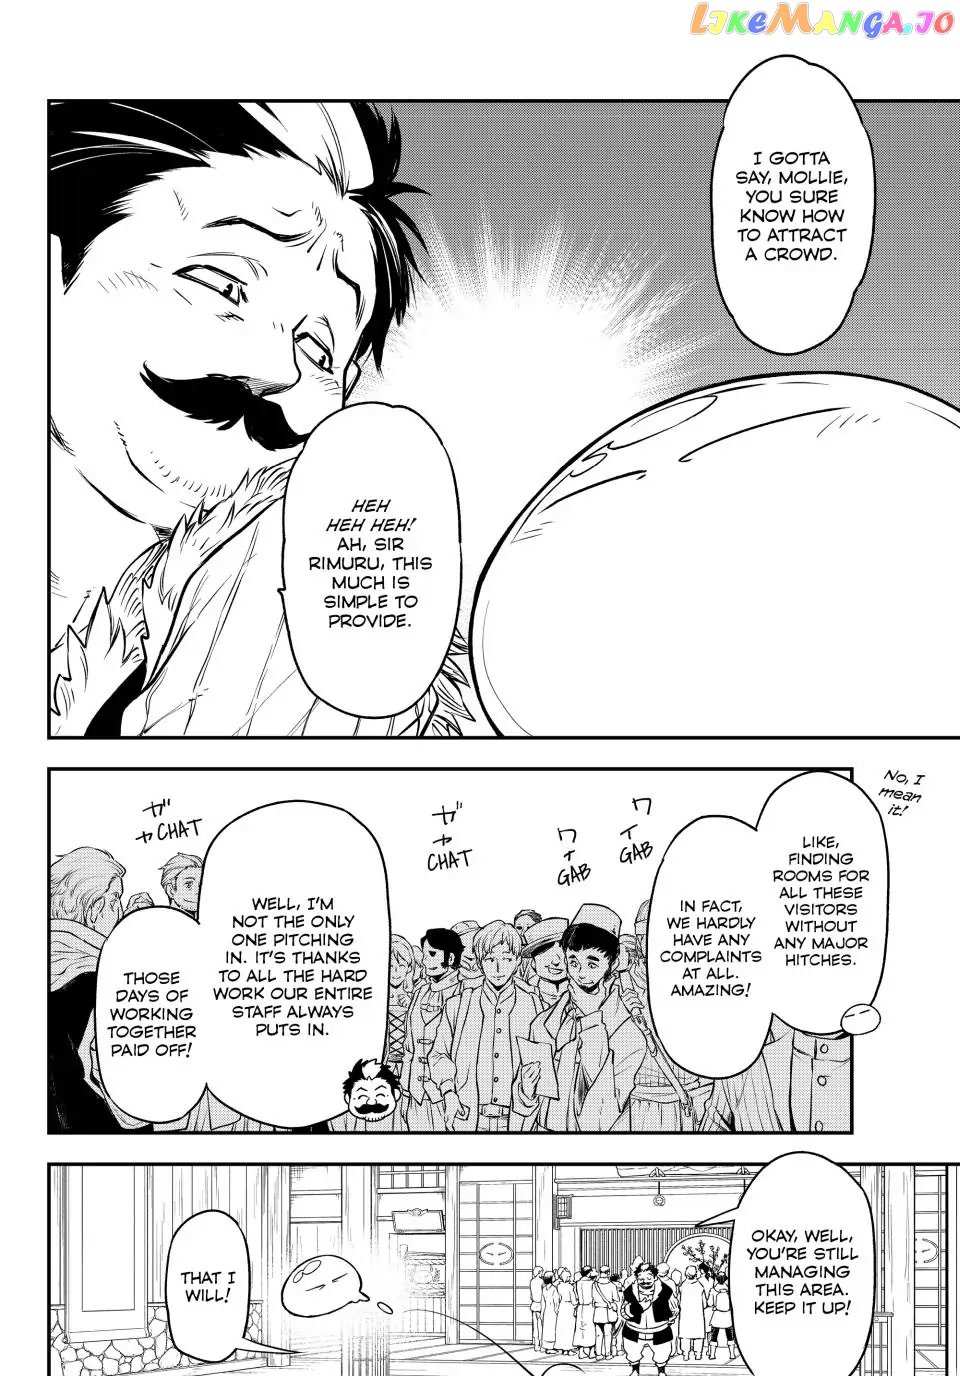 LIKEMANGA.IO
I GOTTA
SAY, MOLLIE,
YOU SURE
KNOW HOW
TO ATTRACT
A CROWD.
HEH
HEH HEH!
AH, SIR
RIMURU, THIS
MUCH IS
SIMPLE TO
PROVIDE.
No, I
mean
it!
LIKE,
FINDING
ROOMS FOR
ALL THESE
VISITORS
WITHOUT
ANY MAJOR
HITCHES.
IN FACT,
WE HARDLY
HAVE ANY
COMPLAINTS
AT ALL.
AMAZING!
ワイ
GAB
ワイ
GAB
ガヤ
CHAT
ガヤ
CHAT
WELL, I'M
NOT THE ONLY
ONE PITCHING
IN. IT'S THANKS
TO ALL THE HARD
WORK OUR ENTIRE
STAFF ALWAYS
PUTS IN.
THOSE
DAYS OF
WORKING
TOGETHER
PAID OFF!
OKAY, WELL,
YOU'RE STILL
MANAGING
THIS AREA.
KEEP IT UP!
THAT I
WILL!